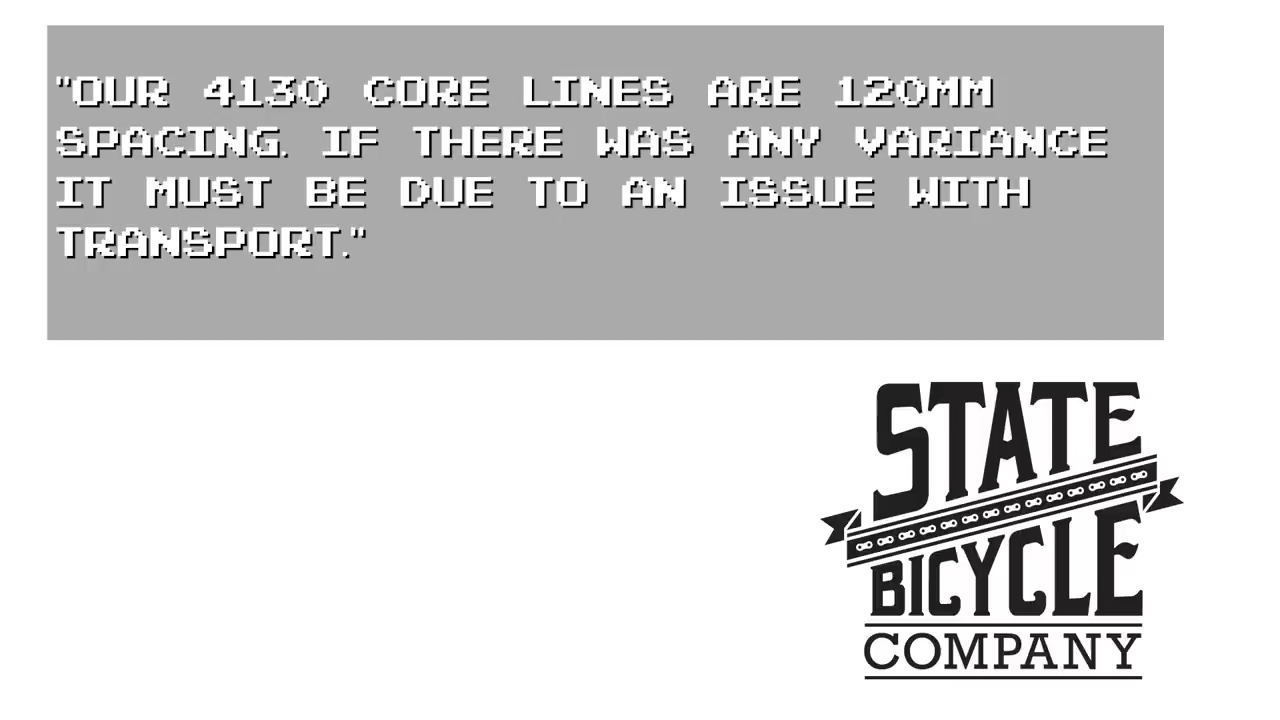 "OUR 4130 CORE LINES ARE 120MM
SPACING. IF THERE WAS ANY VARIANCE
IT MUST BE DUE TO AN ISSUE WITH
TRANSPORT."
STATE
BICYCLE
COMPANY